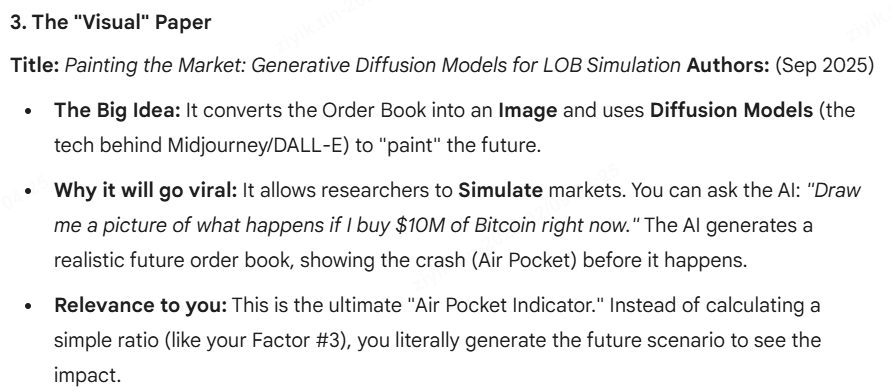 3. The "Visual" Paper
Title: Painting the Market: Generative Diffusion Models for LOB Simulation Authors: (Sep 2025)
• The Big Idea: It converts the Order Book into an Image and uses Diffusion Models (the
tech behind Midjourney/DALL-E) to "paint" the future.
• Why it will go viral: It allows researchers to Simulate markets. You can ask the AI: "Draw
me a picture of what happens if I buy $10M of Bitcoin right now." The AI generates a
realistic future order book, showing the crash (Air Pocket) before it happens.
• Relevance to you: This is the ultimate "Air Pocket Indicator." Instead of calculating a
simple ratio (like your Factor #3), you literally generate the future scenario to see the
impact.